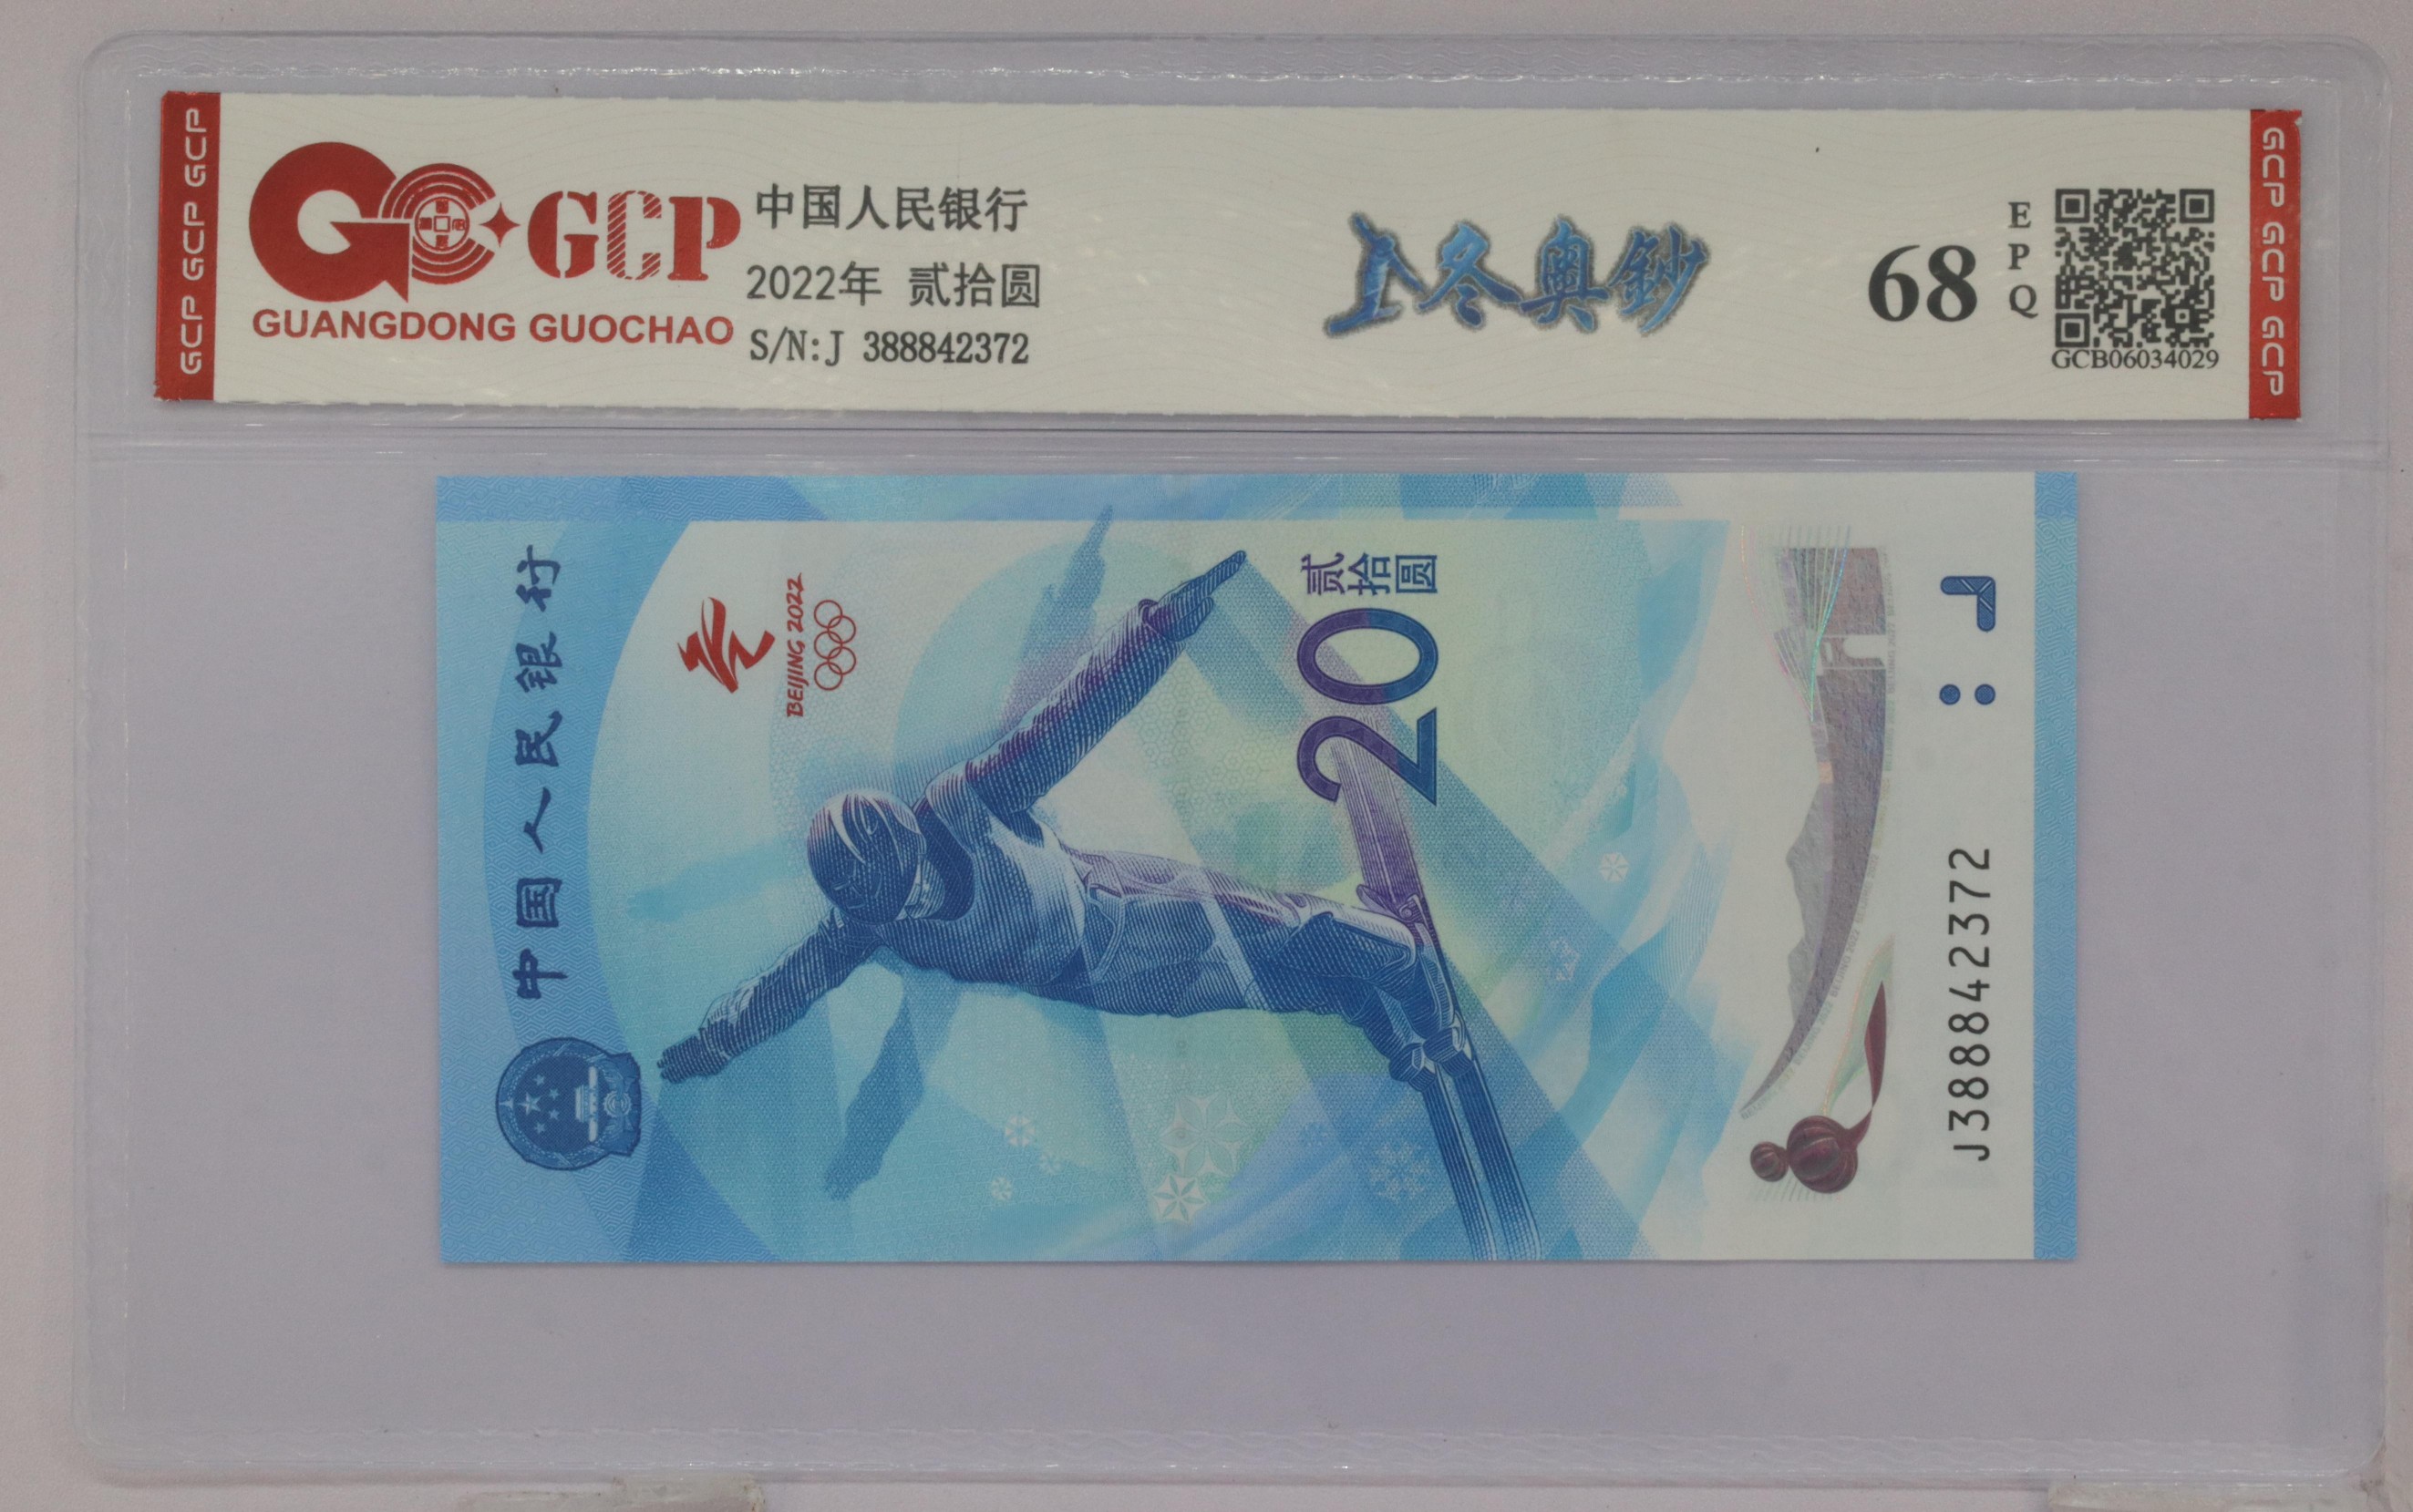 GCP GCP GCP
GCP
GUANGDONG GUOCHAO
中国人民银行
2022年 贰拾圆
S/N:J 388842372
冬奥鈔
68
EPQ
GCB06034029
GCP GCP GCP
中国人民银行
BEIJING 2022
贰拾圆
20
J388842372